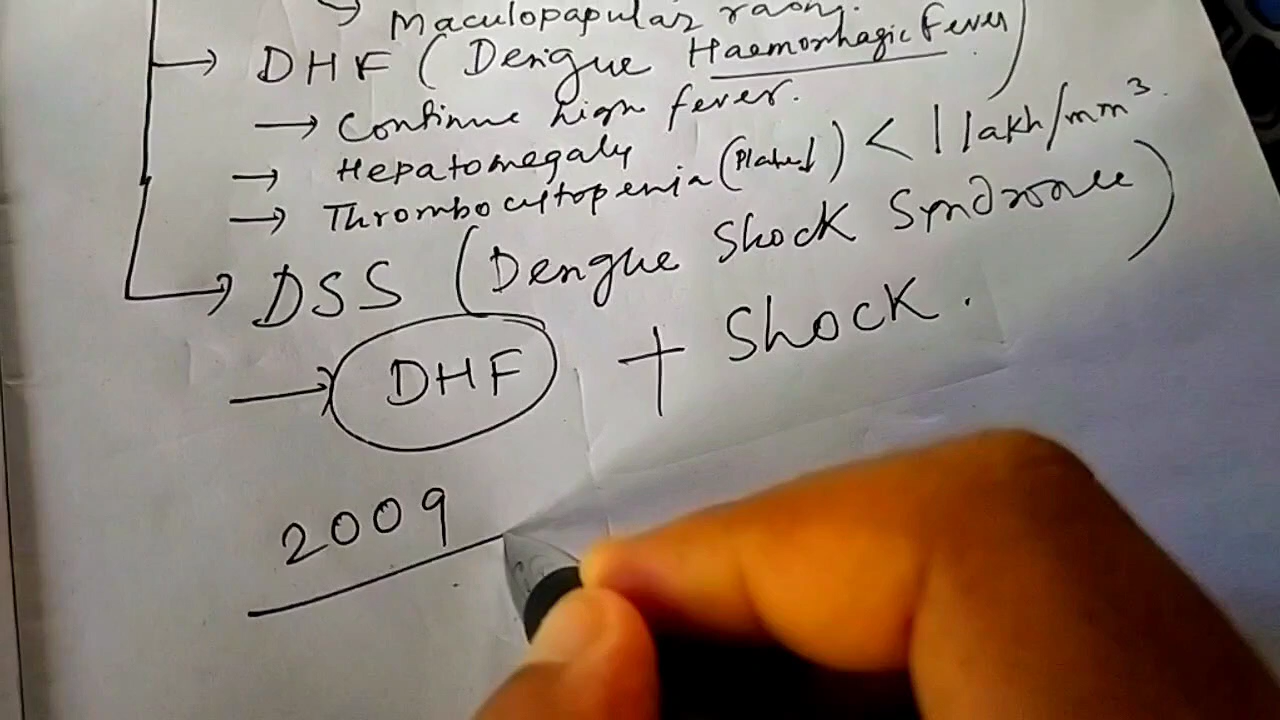 → Maculopapular rash.
→ DHF (Dengue Haemorrhagic Fever)
→ Continue high fever.
→ Hepatomegaly
→ Thrombocytopenia (Platelet) < 1 lakh/mm³.
→ DSS (Dengue Shock Syndrome)
→ DHF + Shock.
2009